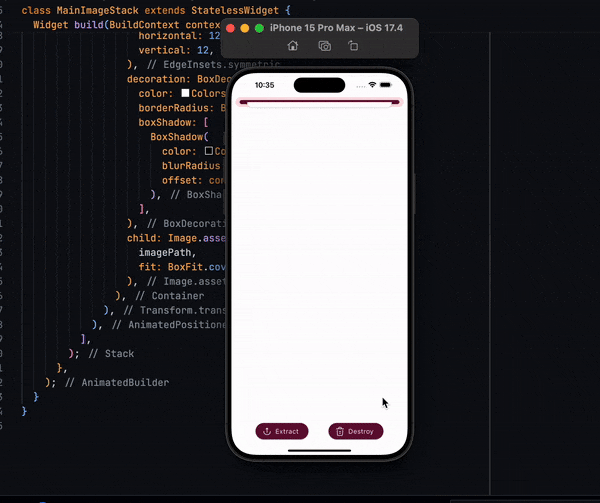 class MainImageStack extends StatelessWidget {
Widget build(BuildContext contex
horizontal: 12
vertical: 12,
), // EdgeInsets.symmetric
decoration: BoxDec
color: Colors
borderRadius: B
boxShadow: [
BoxShadow(
color: Co
blurRadius
offset: con
), // BoxSha
],
), // BoxDecorati
child: Image.asse
imagePath,
fit: BoxFit.cov
), // Image.asset
), // Container
), // Transform.trans
), // AnimatedPositione
],
); // Stack
},
); // AnimatedBuilder
}
}
iPhone 15 Pro Max – iOS 17.4
10:35
Extract
Destroy